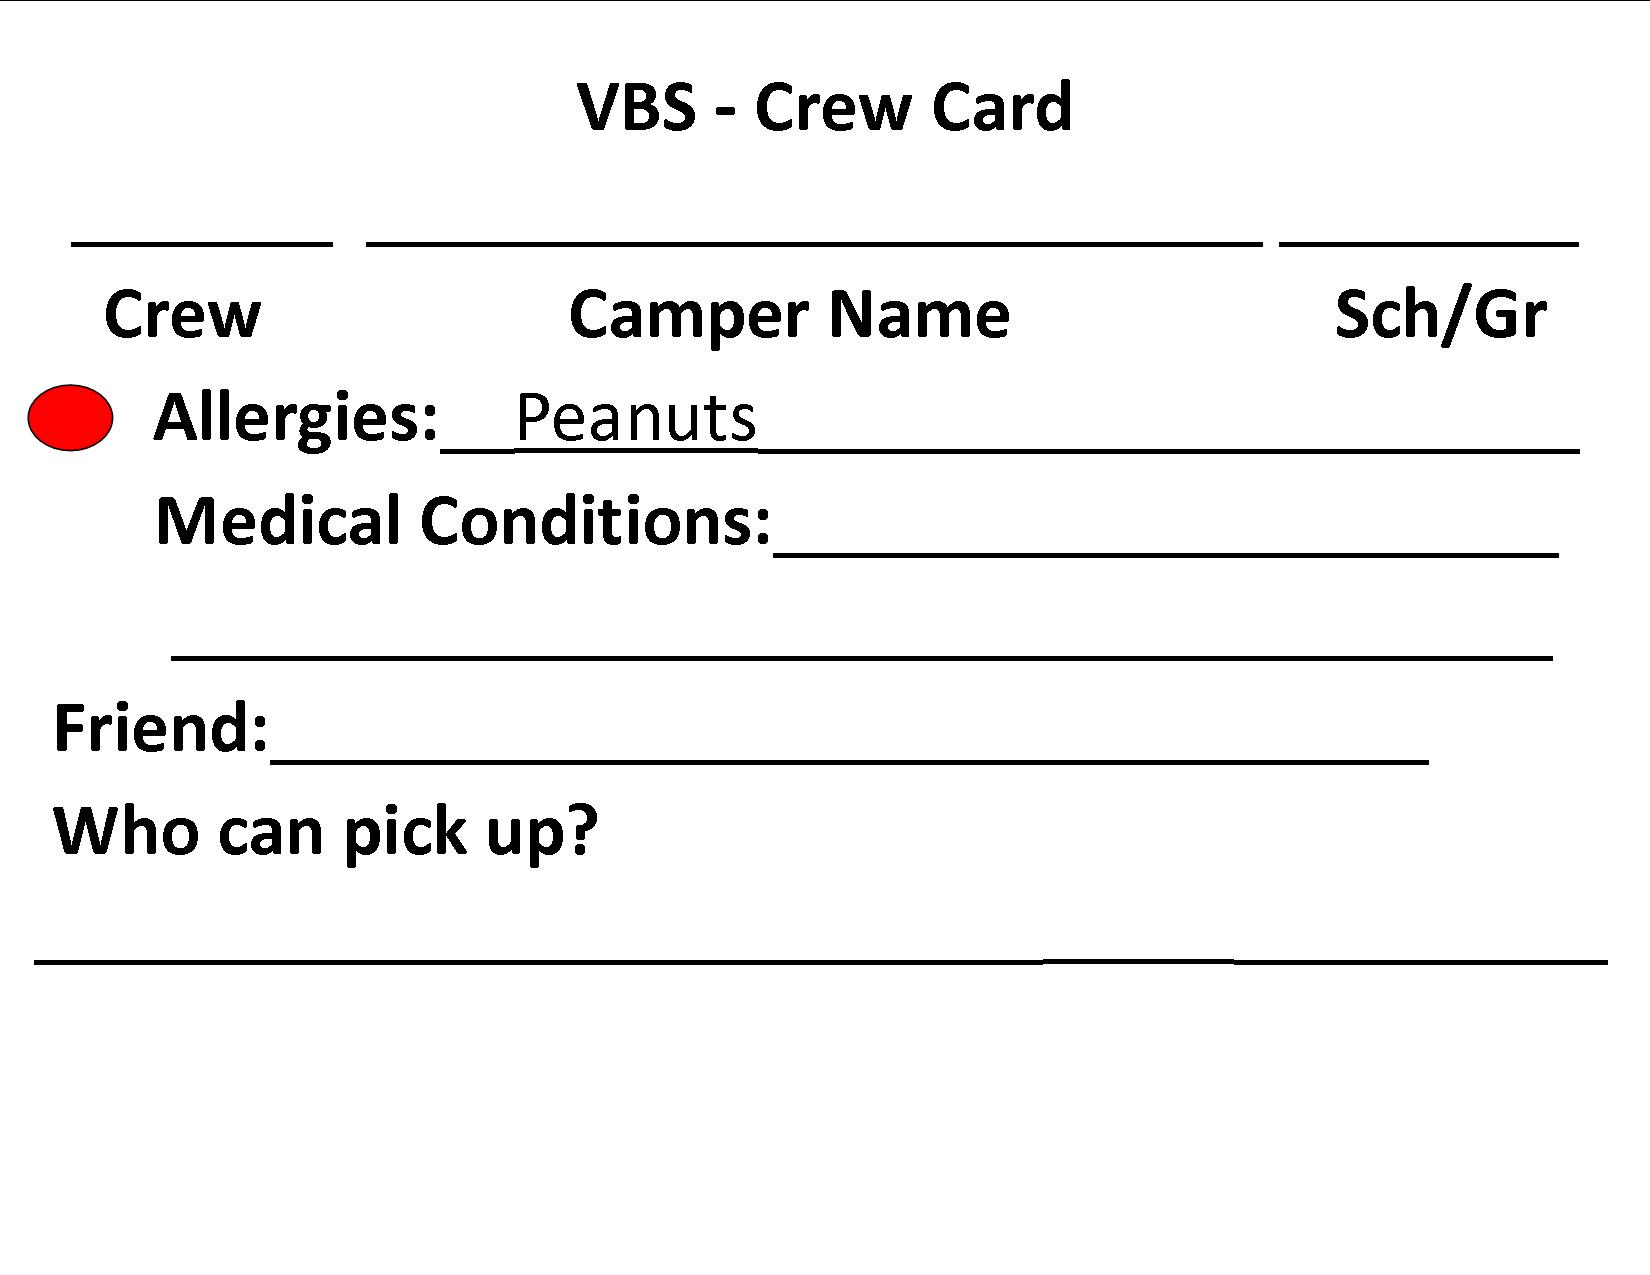 VBS - Crew Card
Crew Camper Name Sch/Gr
Allergies: Peanuts
Medical Conditions:
Friend:
Who can pick up?